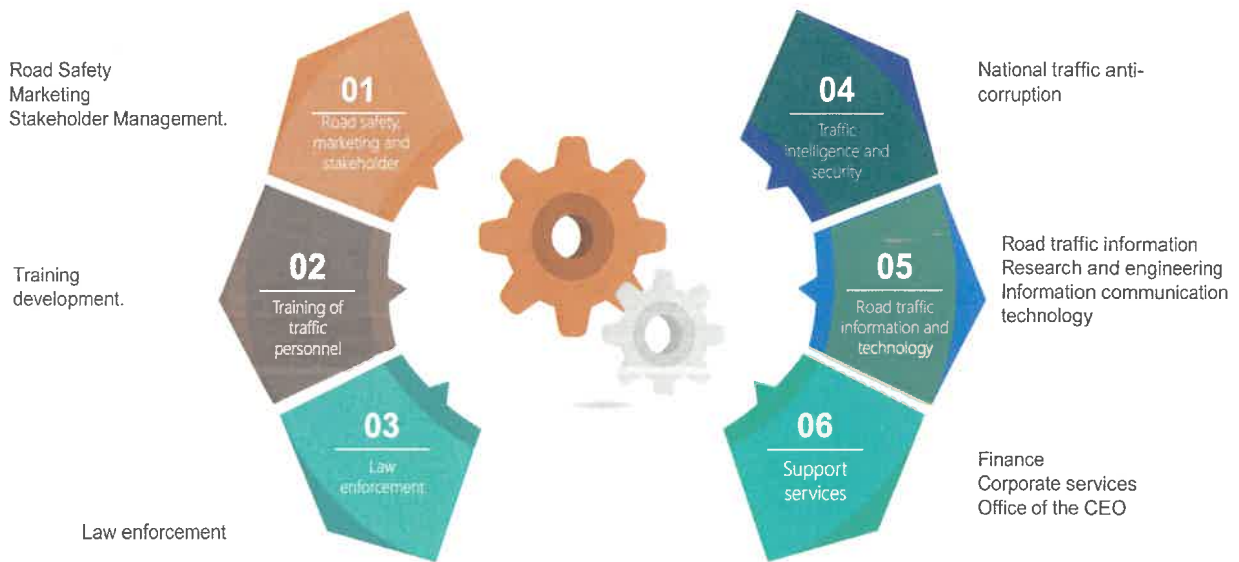 Road Safety
Marketing
Stakeholder Management.
01
Road safety,
marketing and
stakeholder
Training
development.
02
Training of
traffic
personnel
03
Law
enforcement
Law enforcement
04
Traffic
intelligence and
security
National traffic anti-
corruption
05
Road traffic
information and
technology
Road traffic information
Research and engineering
Information communication
technology
06
Support
services
Finance
Corporate services
Office of the CEO